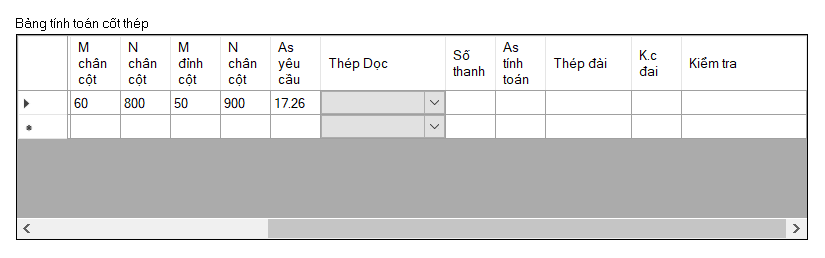 Bảng tính toán cốt thép
M chân cột N chân cột M đỉnh cột N chân cột As yêu cầu Thép Dọc Số thanh As tính toán Thép đải K.c đai Kiểm tra
60 800 50 900 17.26